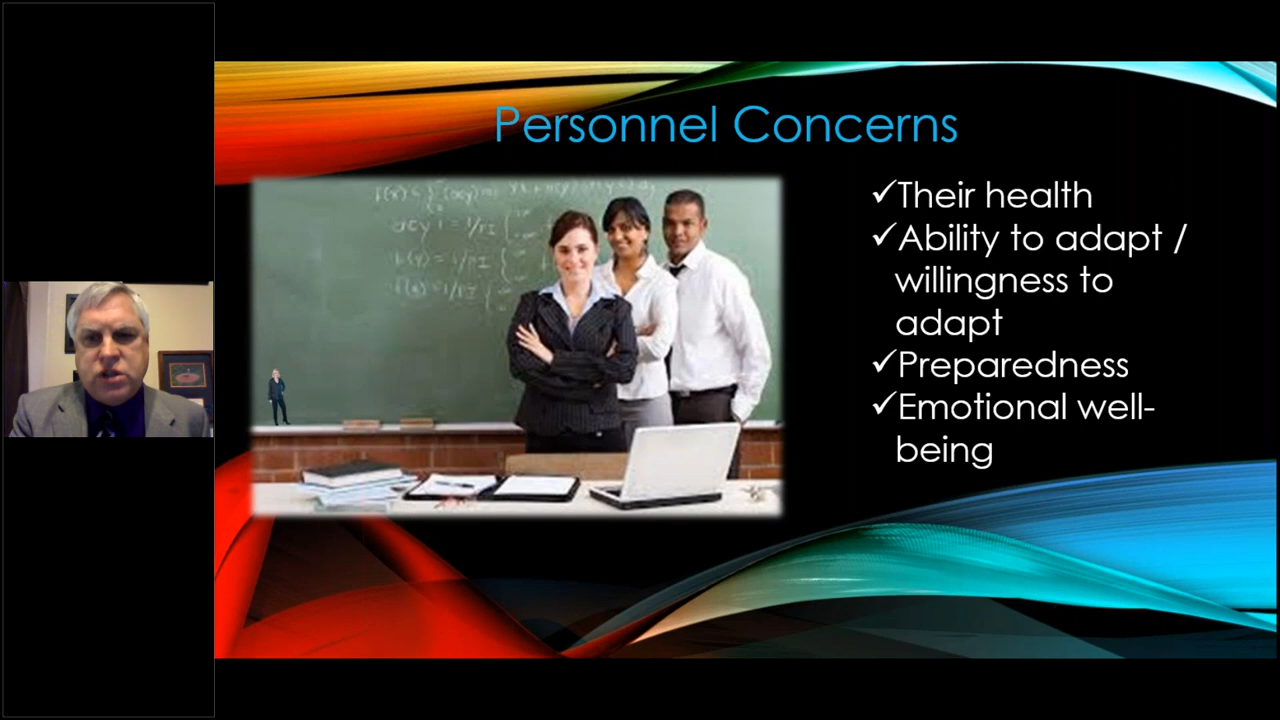 Personnel Concerns
✓Their health
✓Ability to adapt /
willingness to
adapt
✓Preparedness
✓Emotional well-
being